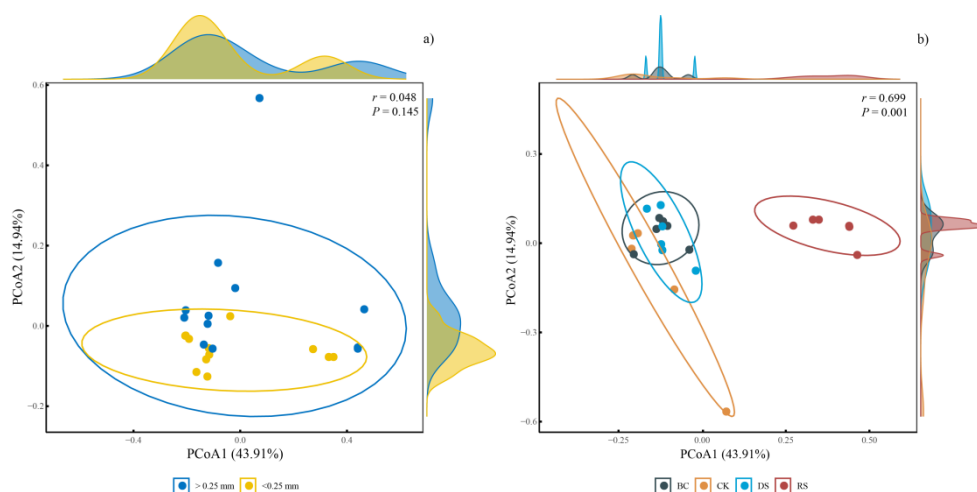 a)
r = 0.048
P = 0.145
0.6
0.4
0.2
0.0
−0.2
PCoA2 (14.94%)
−0.4
0.0
0.4
PCoA1 (43.91%)
> 0.25 mm
<0.25 mm
b)
r = 0.699
P = 0.001
0.3
0.0
−0.3
−0.6
PCoA2 (14.94%)
−0.25
0.00
0.25
0.50
PCoA1 (43.91%)
BC
CK
DS
RS